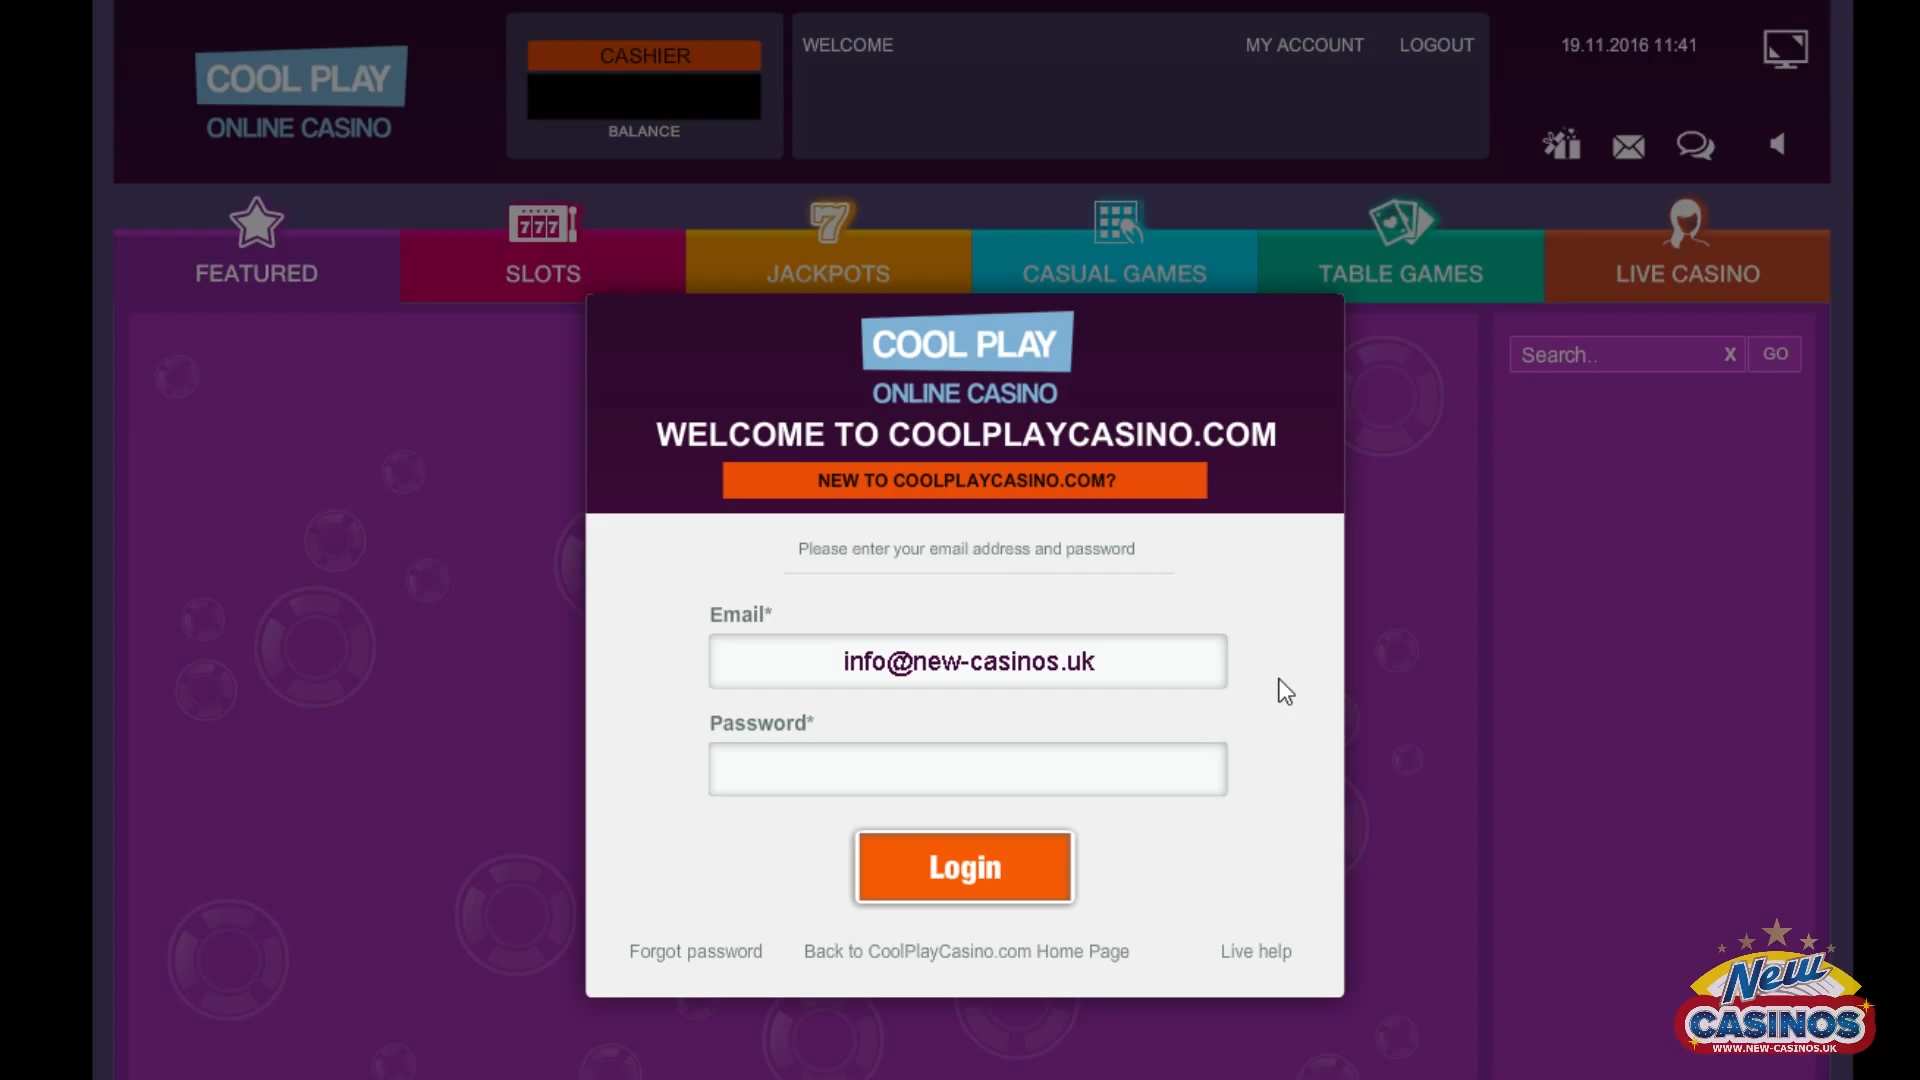 COOL PLAY
ONLINE CASINO
CASHIER
BALANCE
WELCOME
MY ACCOUNT
LOGOUT
19.11.2016 11:41
777
7
FEATURED
SLOTS
JACKPOTS
CASUAL GAMES
TABLE GAMES
LIVE CASINO
Search..
X
GO
COOL PLAY
ONLINE CASINO
WELCOME TO COOLPLAYCASINO.COM
NEW TO COOLPLAYCASINO.COM?
Please enter your email address and password
Email*
info@new-casinos.uk
Password*
Login
Forgot password
Back to CoolPlayCasino.com Home Page
Live help
New
CASINOS
WWW.NEW-CASINOS.UK